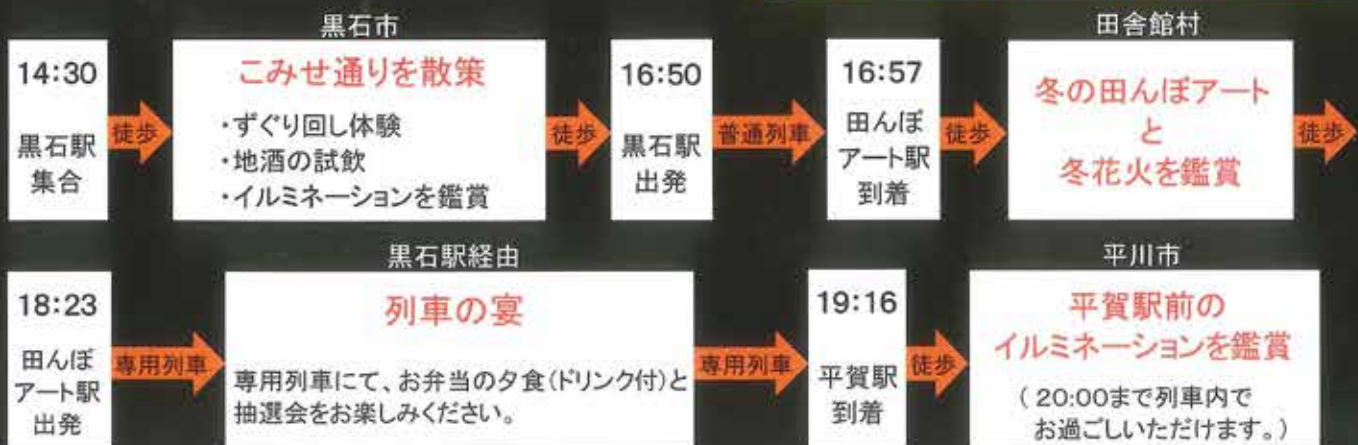 黒石市
14:30
黒石駅
集合
徒歩
こみせ通りを散策
・ずぐり回し体験
・地酒の試飲
・イルミネーションを鑑賞
徒歩
16:50
黒石駅
出発
普通列車
16:57
田んぼ
アート駅
到着
徒歩
田舎館村
冬の田んぼアート
と
冬花火を鑑賞
徒歩
18:23
田んぼ
アート駅
出発
専用列車
黒石駅経由
列車の宴
専用列車にて、お弁当の夕食(ドリンク付)と
抽選会をお楽しみください。
専用列車
19:16
平賀駅
到着
徒歩
平川市
平賀駅前の
イルミネーションを鑑賞
( 20:00まで列車内で
お過ごしいただけます。)